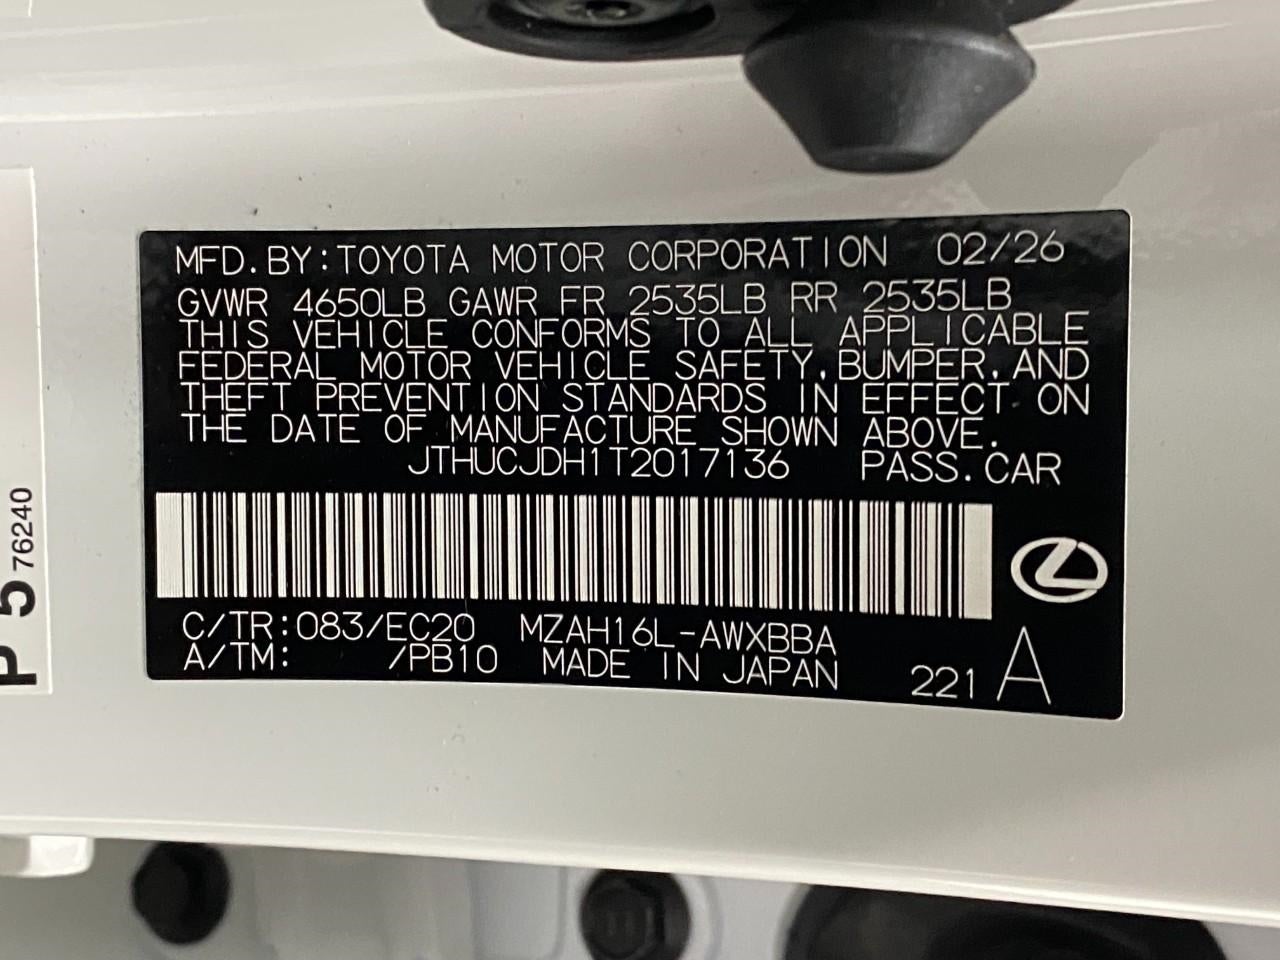 MFD.BY:TOYOTA MOTOR CORPORATION 02/26
GVWR 4650LB GAWR FR 2535LB RR 2535LB
THIS VEHICLE CONFORMS TO ALL APPLICABLE
FEDERAL MOTOR VEHICLE SAFETY,BUMPER,AND
THEFT PREVENTION STANDARDS IN EFFECT ON
THE DATE OF MANUFACTURE SHOWN ABOVE.
JTHUCJDH1T2017136 PASS.CAR
C/TR:083/EC20 MZAH16L-AWXBBA
A/TM: /PB10 MADE IN JAPAN 221 A
P 5 76240